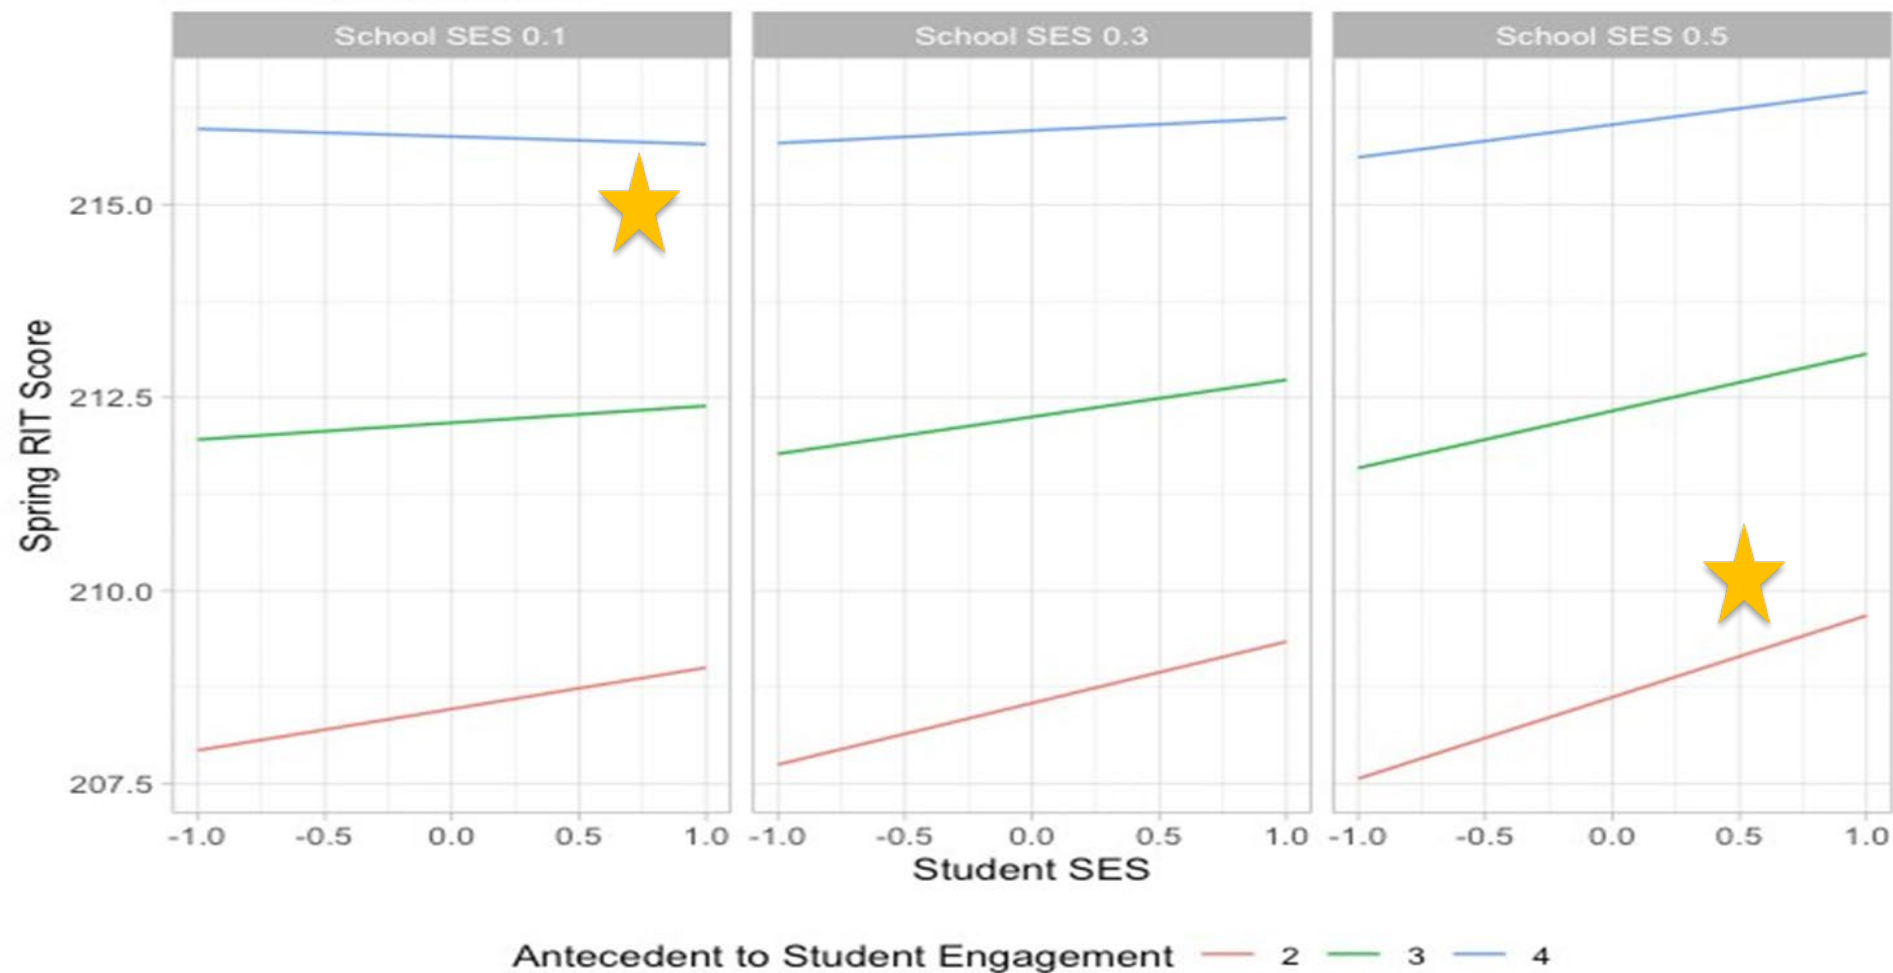 School SES 0.1
School SES 0.3
School SES 0.5
Spring RIT Score
215.0
212.5
210.0
207.5
-1.0 -0.5 0.0 0.5 1.0
-1.0 -0.5 0.0 0.5 1.0
-1.0 -0.5 0.0 0.5 1.0
Student SES
Antecedent to Student Engagement 2 3 4